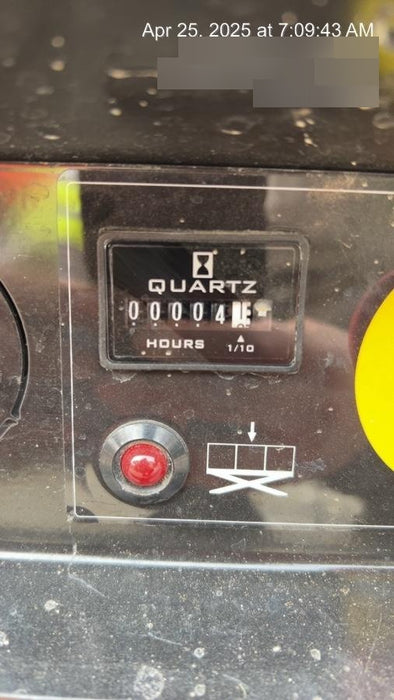 Apr 25. 2025 at 7:09:43 AM
QUARTZ
00004
HOURS 1/10